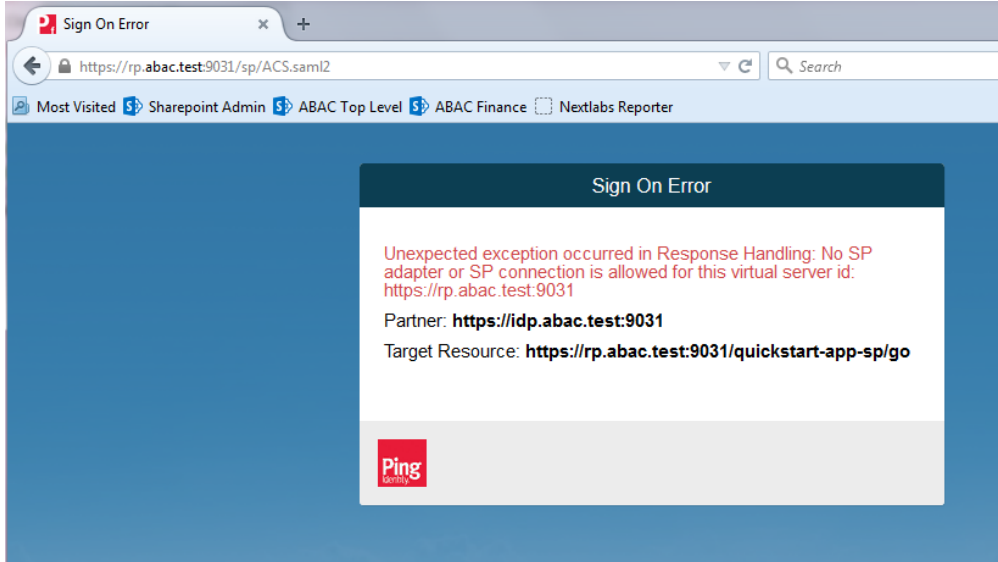 Sign On Error
https://rp.abac.test:9031/sp/ACS.saml2
Search
Most Visited Sharepoint Admin ABAC Top Level ABAC Finance Nextlabs Reporter
Sign On Error
Unexpected exception occurred in Response Handling: No SP
adapter or SP connection is allowed for this virtual server id:
https://rp.abac.test:9031
Partner: https://idp.abac.test:9031
Target Resource: https://rp.abac.test:9031/quickstart-app-sp/go
Ping
Identity